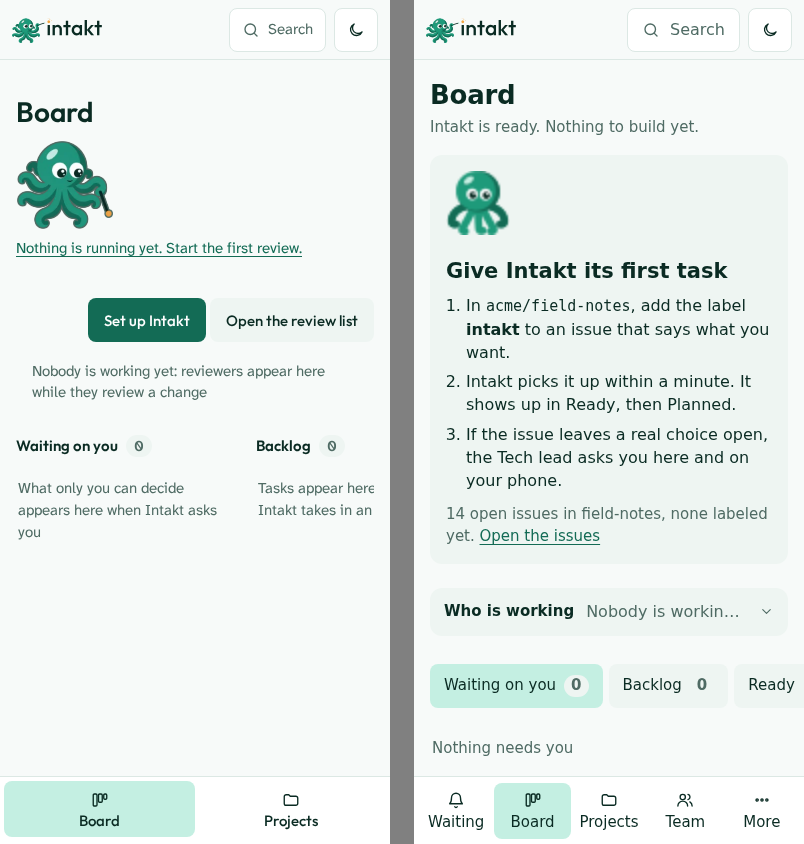 intakt
Search
Board
Nothing is running yet. Start the first review.
Set up Intakt
Open the review list
Nobody is working yet: reviewers appear here
while they review a change
Waiting on you 0
Backlog 0
What only you can decide
appears here when Intakt asks
you
Tasks appear here
Intakt takes in an
Board
Projects
intakt
Search
Board
Intakt is ready. Nothing to build yet.
Give Intakt its first task
1. In acme/field-notes, add the label
intakt to an issue that says what you
want.
2. Intakt picks it up within a minute. It
shows up in Ready, then Planned.
3. If the issue leaves a real choice open,
the Tech lead asks you here and on
your phone.
14 open issues in field-notes, none labeled
yet. Open the issues
Who is working Nobody is workin…
Waiting on you 0
Backlog 0
Ready
Nothing needs you
Waiting
Board
Projects
Team
More